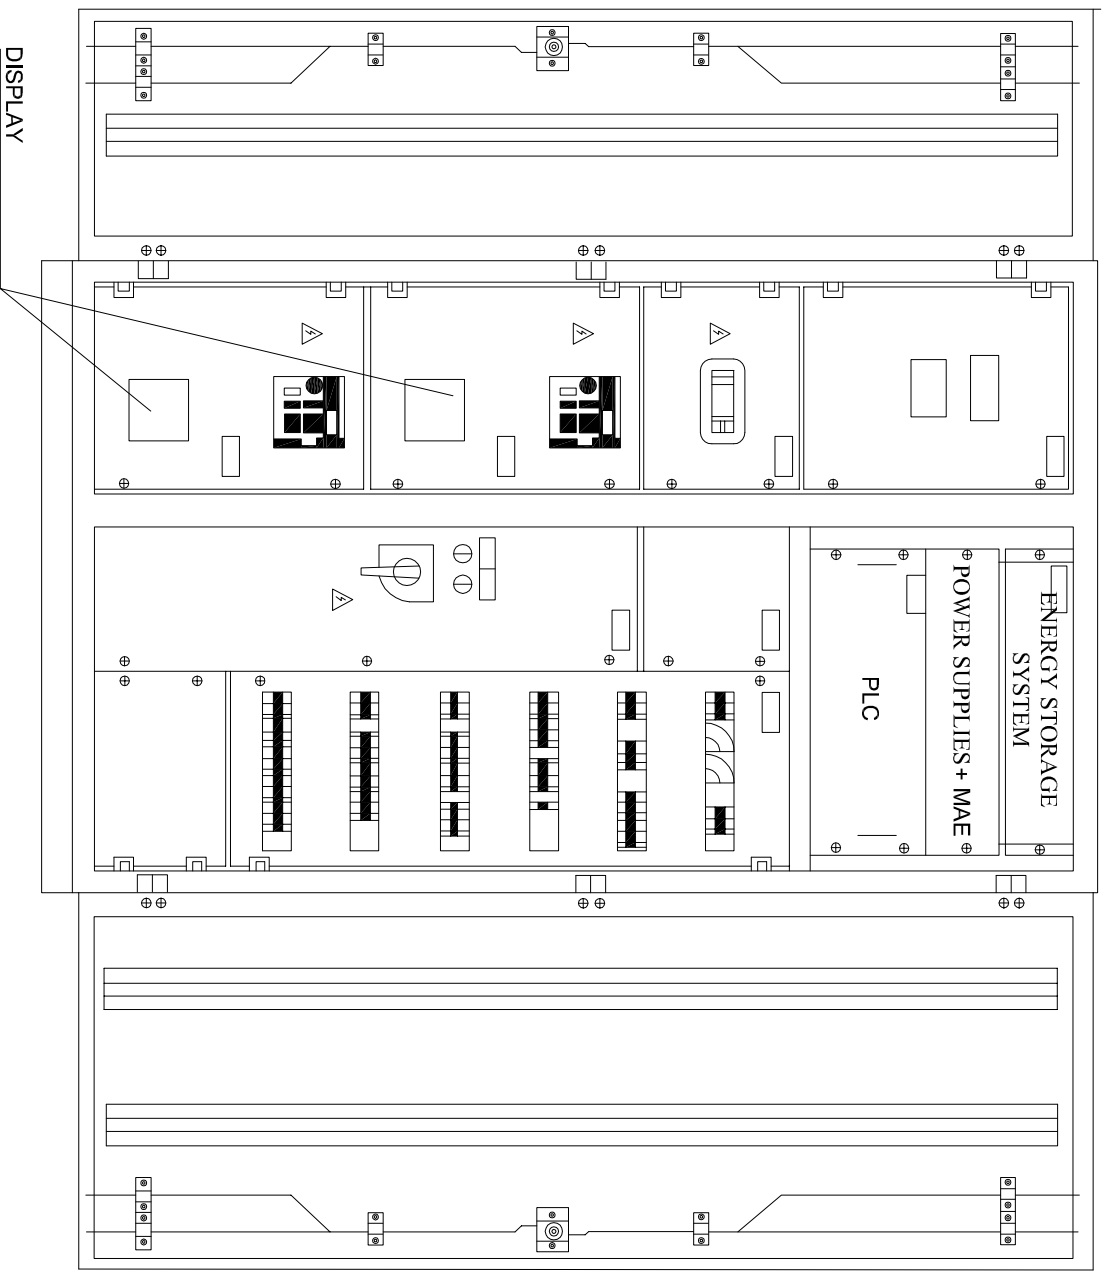 DISPLAY
ENERGY STORAGE
SYSTEM
POWER SUPPLIES+ MAE
PLC